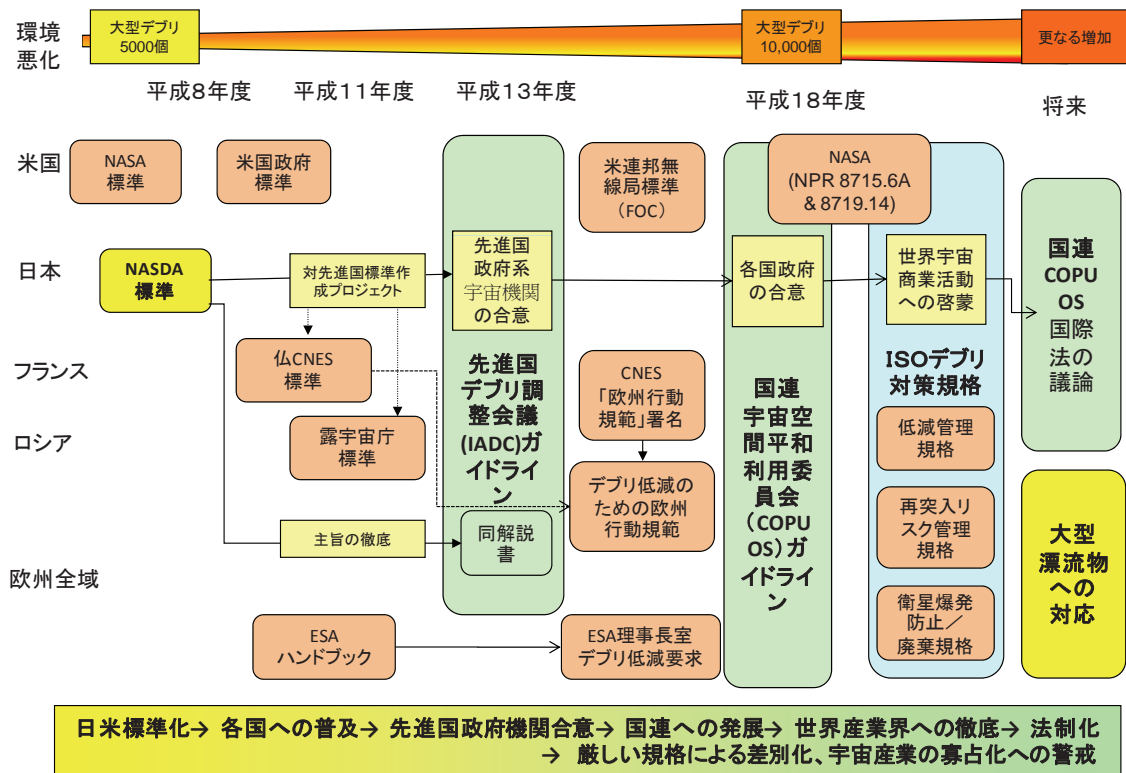 環境
悪化
大型デブリ
5000個
大型デブリ
10,000個
更なる増加
平成8年度
平成11年度
平成13年度
平成18年度
将来
米国
NASA
標準
米国政府
標準
米連邦無
線局標準
（FOC）
NASA
(NPR 8715.6A
& 8719.14)
日本
NASDA
標準
対先進国標準作
成プロジェクト
先進国
政府系
宇宙機関
の合意
各国政府
の合意
世界宇宙
商業活動
への啓蒙
国連
COPU
OS
国際
法の
議論
フランス
仏CNES
標準
先進国
デブリ調
整会議
(IADC)ガ
イドライ
ン
CNES
「欧州行動
規範」署名
国連
宇宙空
間平和
利用委
員会
（COPU
OS）ガ
イドライ
ン
ISOデブリ
対策規格
ロシア
露宇宙庁
標準
低減管理
規格
デブリ低減の
ための欧州
行動規範
再突入リ
スク管理
規格
大型
漂流物
への
対応
主旨の徹底
同解説
書
欧州全域
衛星爆発
防止／
廃棄規格
ESA
ハンドブック
ESA理事長室
デブリ低減要求
日米標準化→ 各国への普及→ 先進国政府機関合意→ 国連への発展→ 世界産業界への徹底→ 法制化
→ 厳しい規格による差別化、宇宙産業の寡占化への警戒